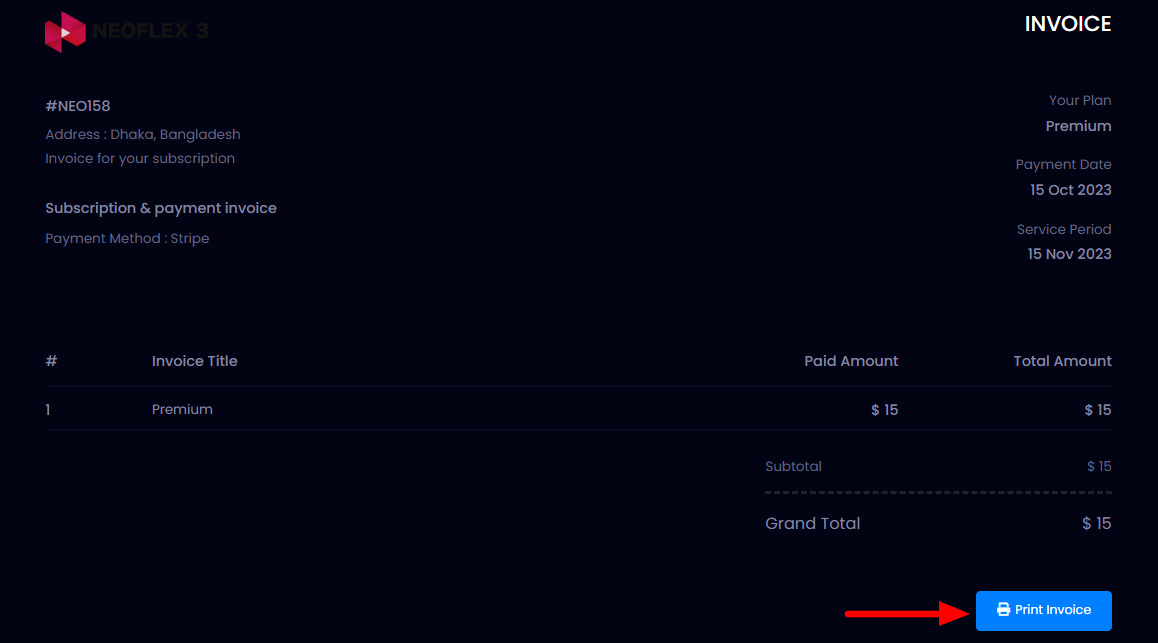 NEOFLEX 3
INVOICE
#NEO158
Address : Dhaka, Bangladesh
Invoice for your subscription
Subscription & payment invoice
Payment Method : Stripe
Your Plan
Premium
Payment Date
15 Oct 2023
Service Period
15 Nov 2023
# Invoice Title Paid Amount Total Amount
1 Premium $ 15 $ 15
Subtotal $ 15
Grand Total $ 15
Print Invoice